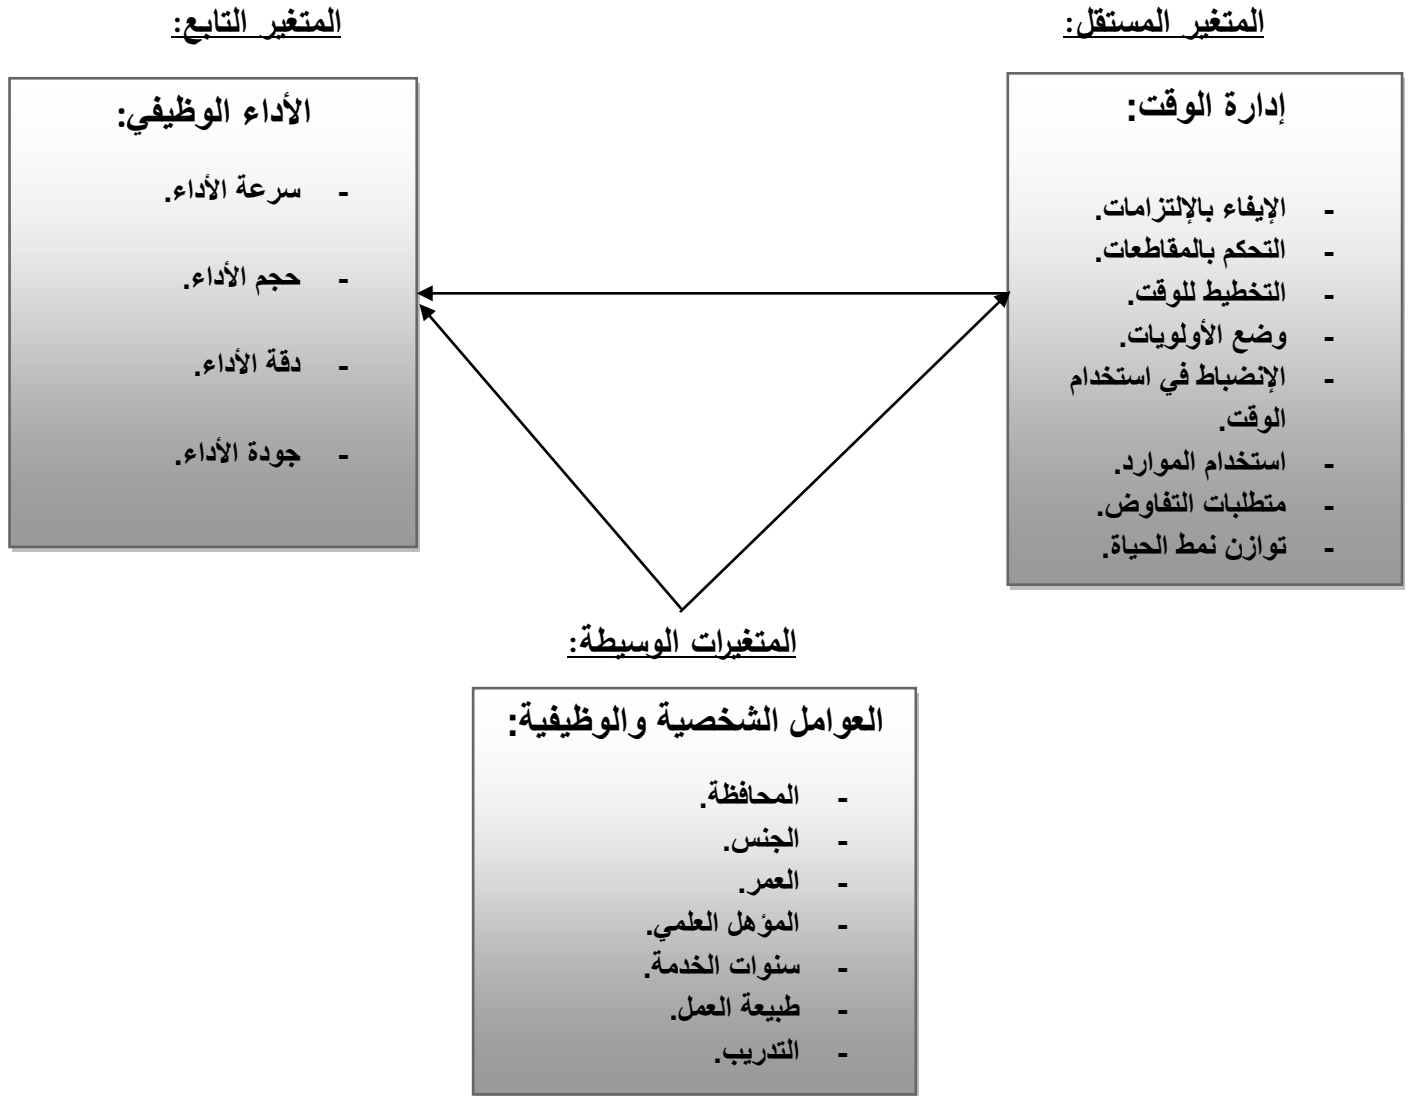 المتغير المستقل:
المتغير التابع:
إدارة الوقت:
- الإيفاء بالإلتزامات.
- التحكم بالمقاطعات.
- التخطيط للوقت.
- وضع الأولويات.
- الإنضباط في استخدام
الوقت.
- استخدام الموارد.
- متطلبات التفاوض.
- توازن نمط الحياة.
الأداء الوظيفي:
- سرعة الأداء.
- حجم الأداء.
- دقة الأداء.
- جودة الأداء.
المتغيرات الوسيطة:
العوامل الشخصية والوظيفية:
- المحافظة.
- الجنس.
- العمر.
- المؤهل العلمي.
- سنوات الخدمة.
- طبيعة العمل.
- التدريب.